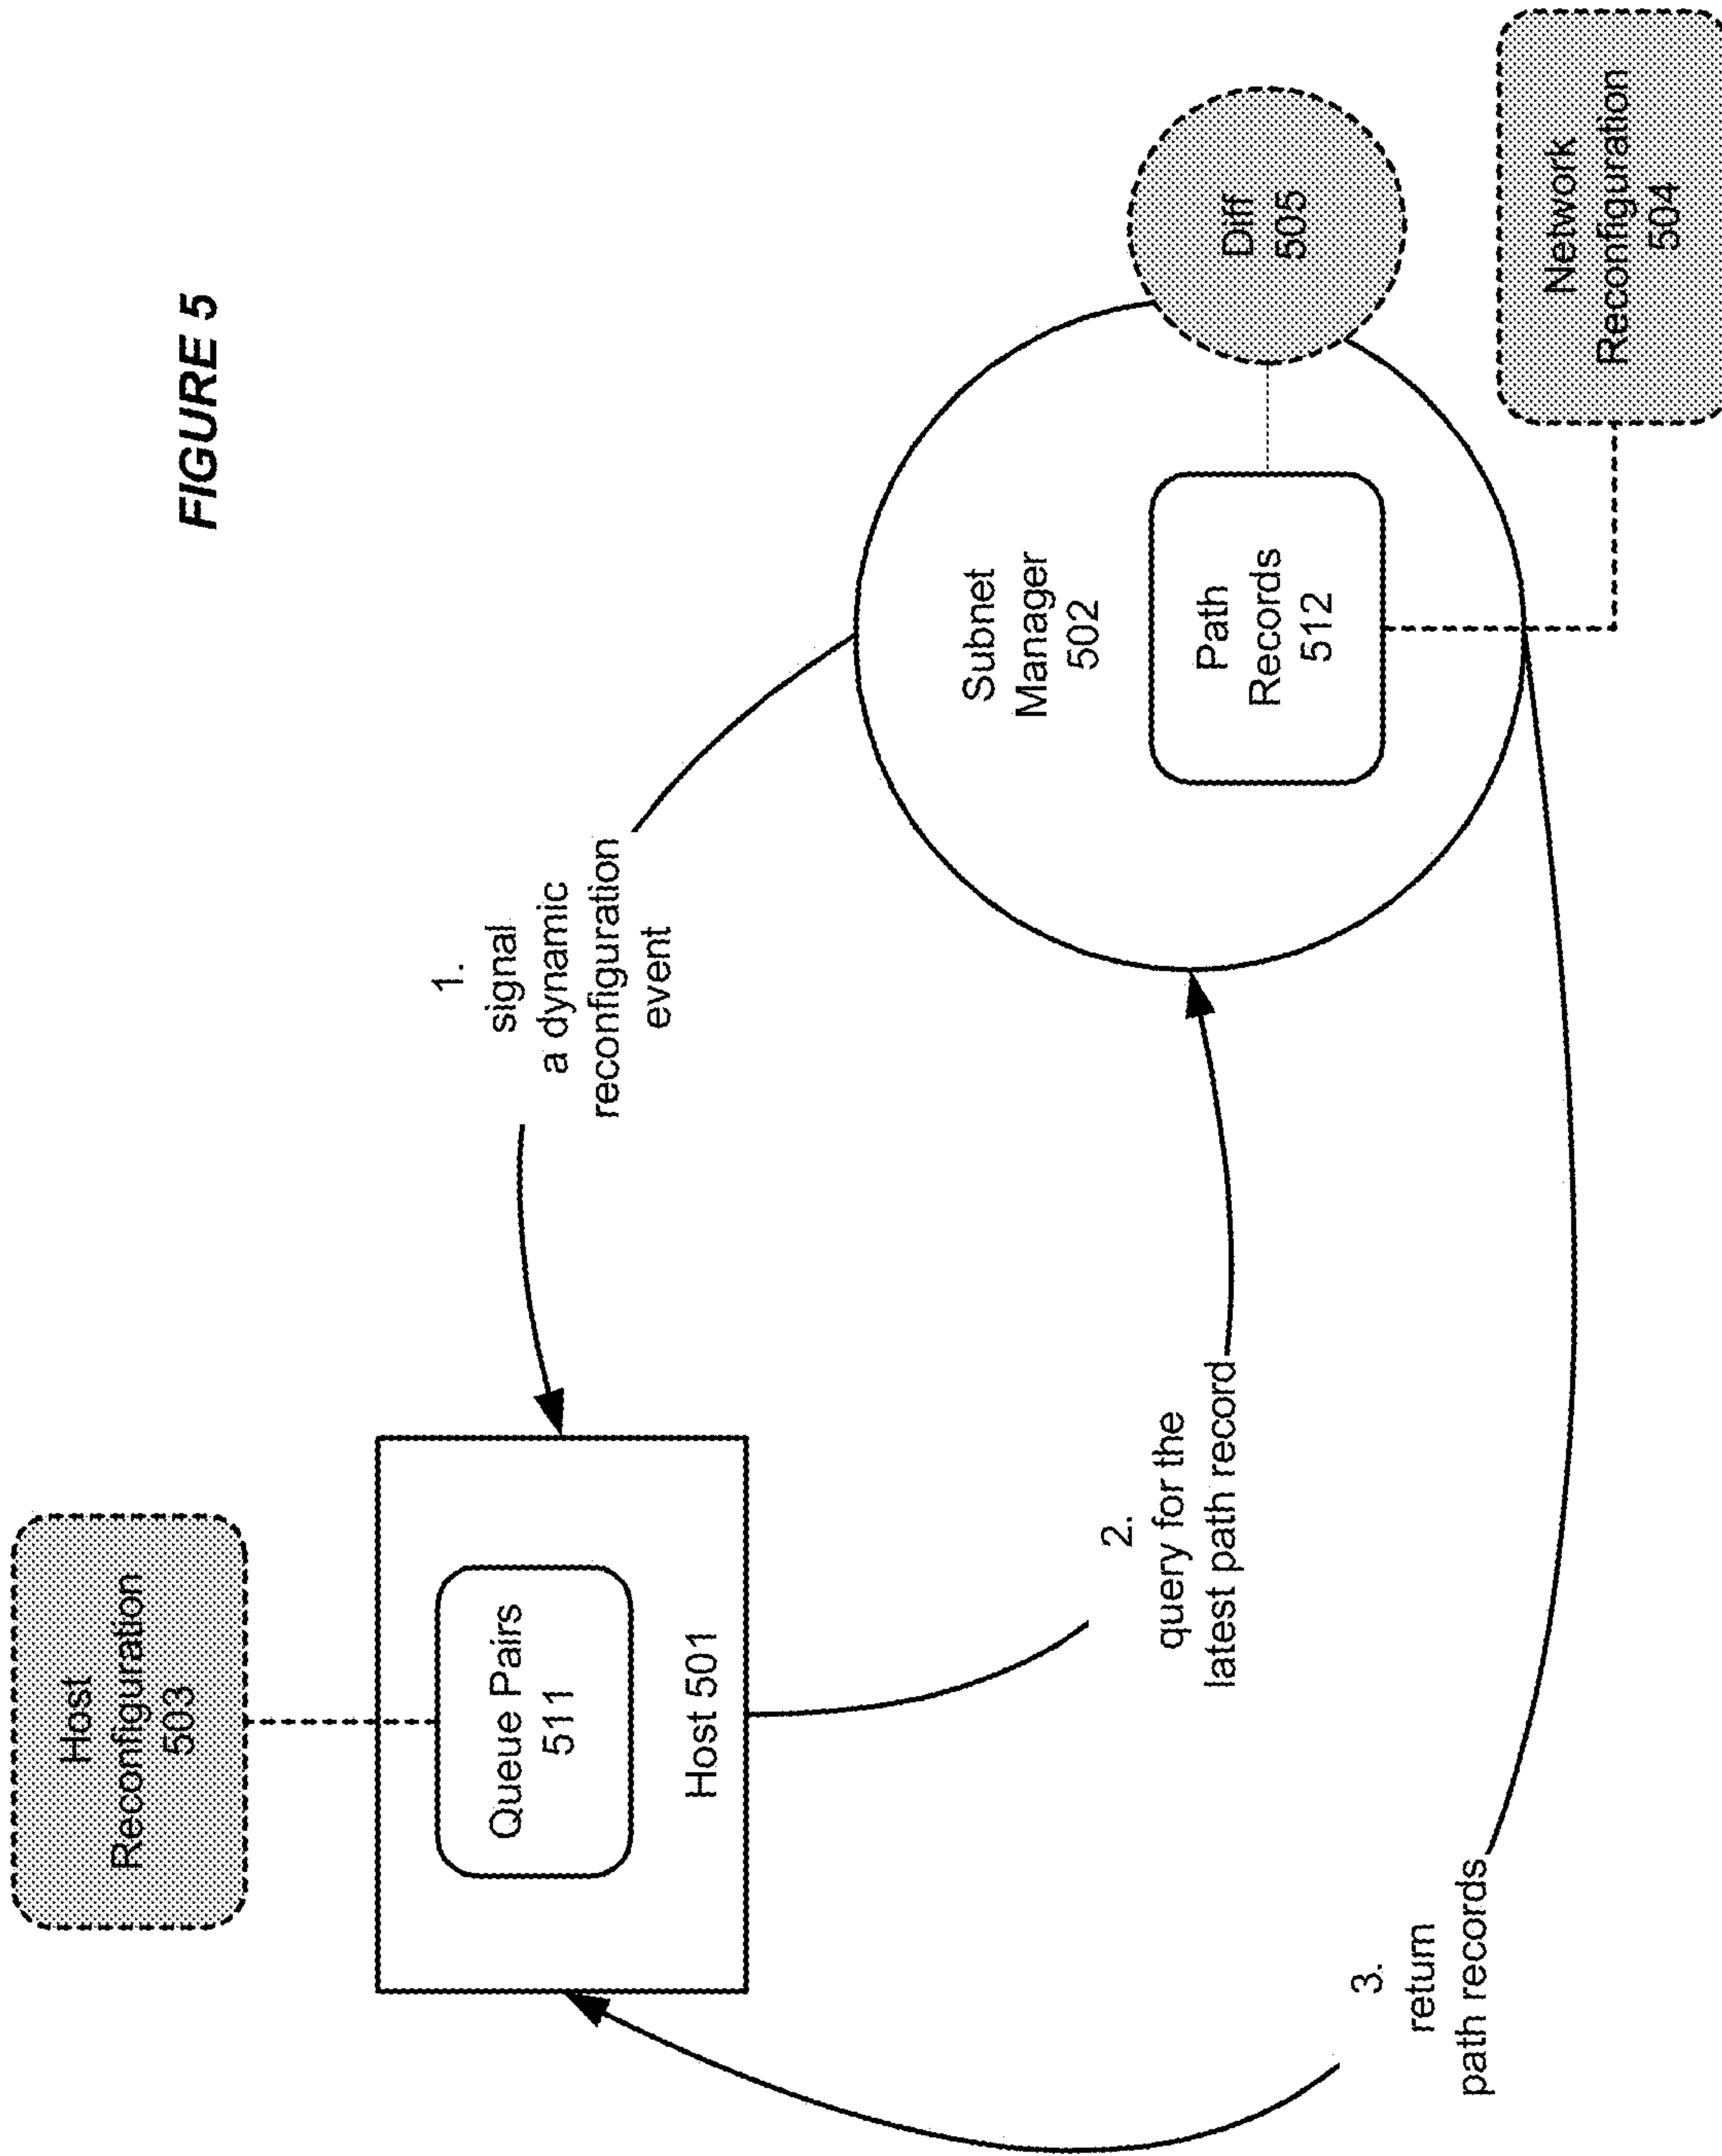 FIGURE 5
Host
Reconfiguration
503
Queue Pairs
511
Host 501
1.
signal
a dynamic
reconfiguration
event
2.
query for the
latest path record
3.
return
path records
Subnet
Manager
502
Path
Records
512
Diff
505
Network
Reconfiguration
504